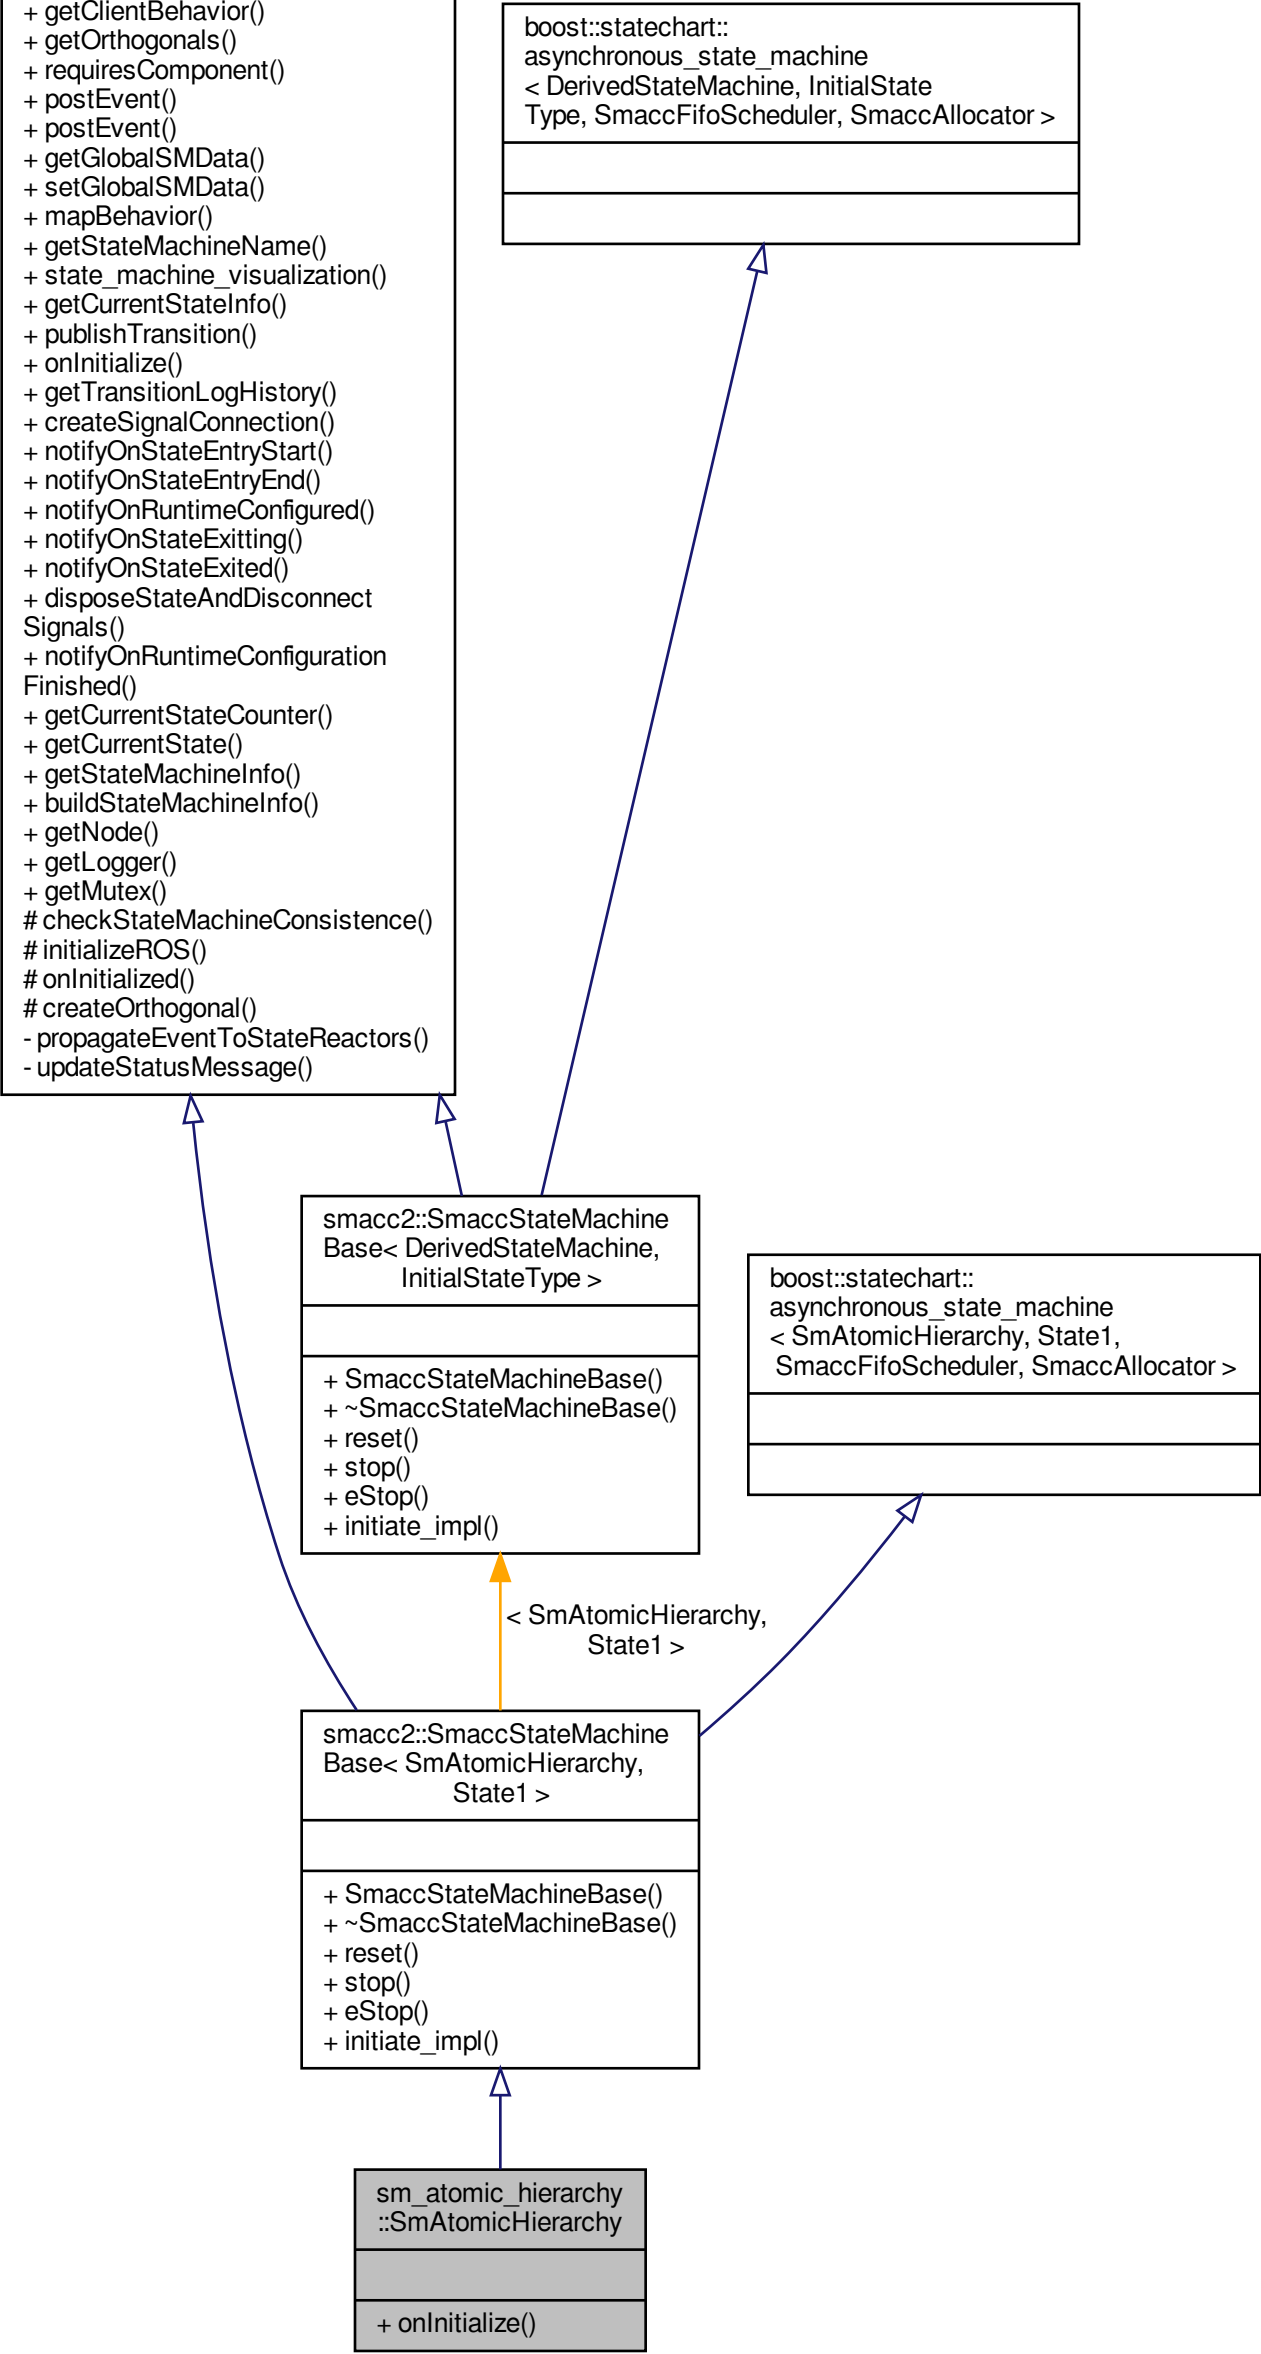 + getClientBehavior()
+ getOrthogonals()
+ requiresComponent()
+ postEvent()
+ postEvent()
+ getGlobalSMData()
+ setGlobalSMData()
+ mapBehavior()
+ getStateMachineName()
+ state_machine_visualization()
+ getCurrentStateInfo()
+ publishTransition()
+ onInitialize()
+ getTransitionLogHistory()
+ createSignalConnection()
+ notifyOnStateEntryStart()
+ notifyOnStateEntryEnd()
+ notifyOnRuntimeConfigured()
+ notifyOnStateExitting()
+ notifyOnStateExited()
+ disposeStateAndDisconnect
Signals()
+ notifyOnRuntimeConfiguration
Finished()
+ getCurrentStateCounter()
+ getCurrentState()
+ getStateMachineInfo()
+ buildStateMachineInfo()
+ getNode()
+ getLogger()
+ getMutex()
# checkStateMachineConsistence()
# initializeROS()
# onInitialized()
# createOrthogonal()
- propagateEventToStateReactors()
- updateStatusMessage()
boost::statechart::
asynchronous_state_machine
< DerivedStateMachine, InitialState
Type, SmaccFifoScheduler, SmaccAllocator >
smacc2::SmaccStateMachine
Base< DerivedStateMachine,
InitialStateType >
+ SmaccStateMachineBase()
+ ~SmaccStateMachineBase()
+ reset()
+ stop()
+ eStop()
+ initiate_impl()
boost::statechart::
asynchronous_state_machine
< SmAtomicHierarchy, State1,
SmaccFifoScheduler, SmaccAllocator >
< SmAtomicHierarchy,
State1 >
smacc2::SmaccStateMachine
Base< SmAtomicHierarchy,
State1 >
+ SmaccStateMachineBase()
+ ~SmaccStateMachineBase()
+ reset()
+ stop()
+ eStop()
+ initiate_impl()
sm_atomic_hierarchy
::SmAtomicHierarchy
+ onInitialize()